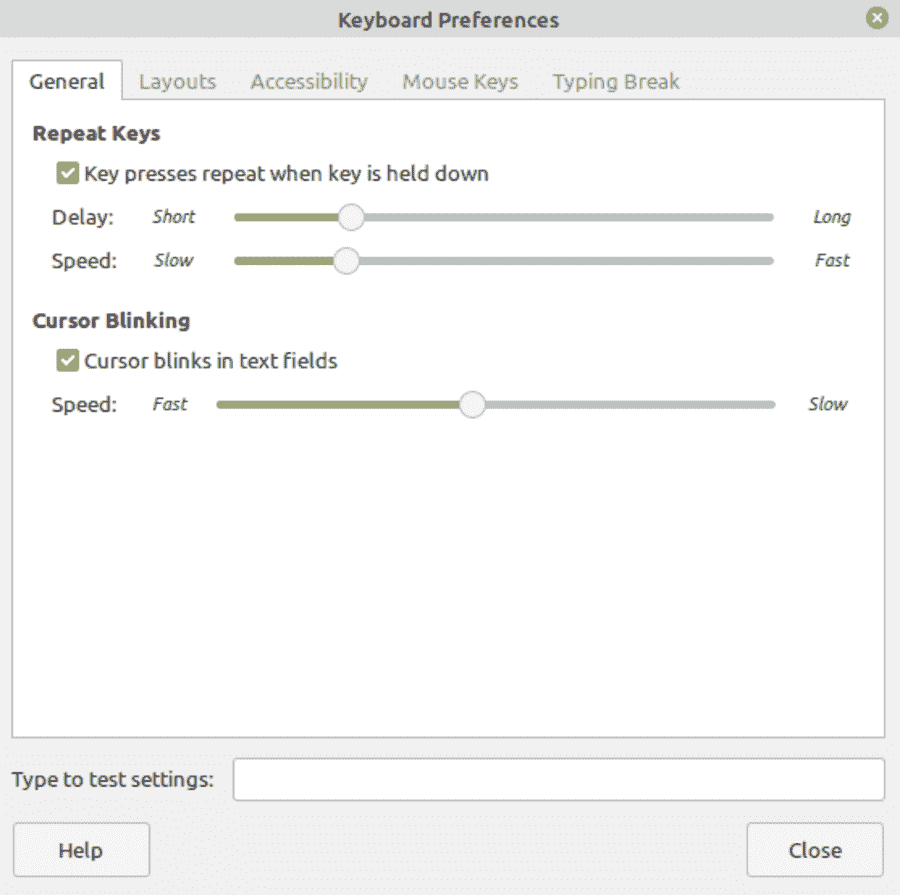 Keyboard Preferences
General Layouts Accessibility Mouse Keys Typing Break
Repeat Keys
Key presses repeat when key is held down
Delay: Short Long
Speed: Slow Fast
Cursor Blinking
Cursor blinks in text fields
Speed: Fast Slow
Type to test settings:
Help Close